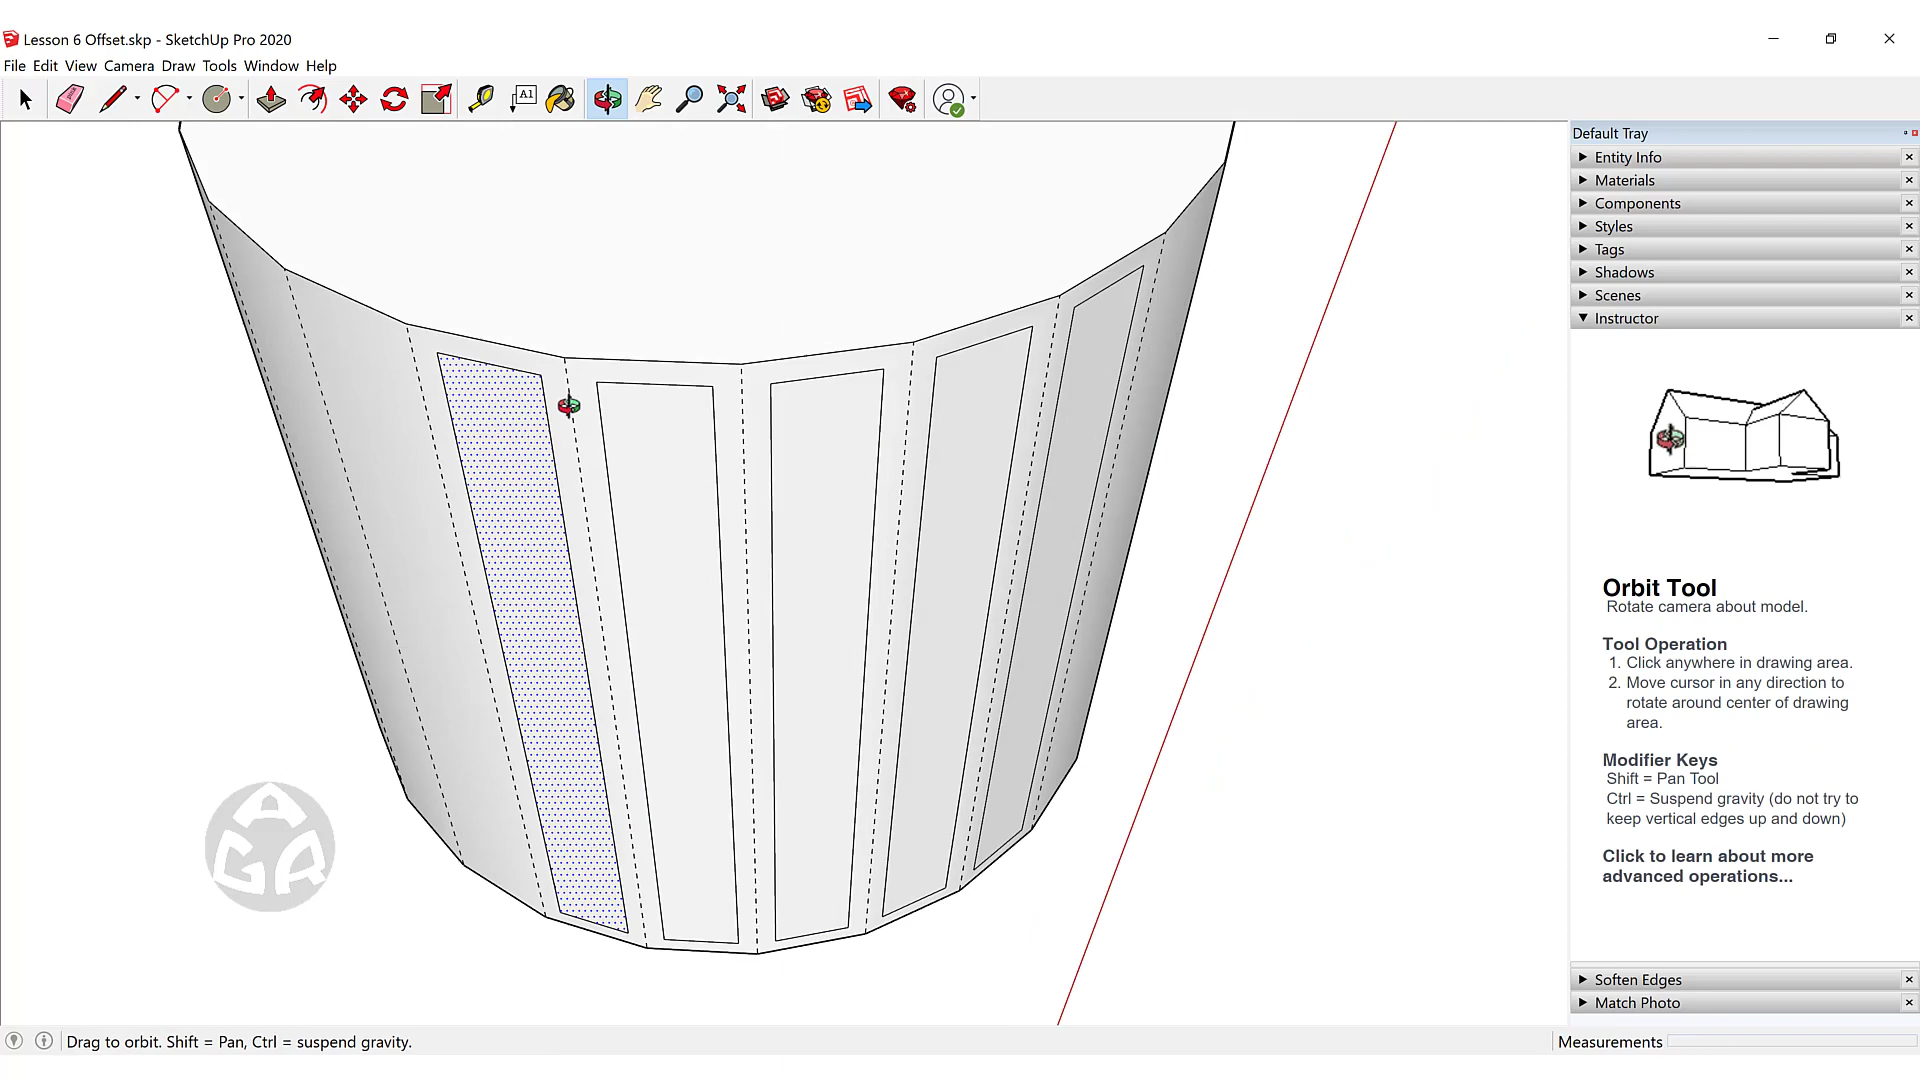 Lesson 6 Offset.skp - SketchUp Pro 2020
File Edit View Camera Draw Tools Window Help
A1
Default Tray
Entity Info
Materials
Components
Styles
Tags
Shadows
Scenes
Instructor
Orbit Tool
Rotate camera about model.
Tool Operation
1. Click anywhere in drawing area.
2. Move cursor in any direction to
rotate around center of drawing
area.
Modifier Keys
Shift = Pan Tool
Ctrl = Suspend gravity (do not try to
keep vertical edges up and down)
Click to learn about more
advanced operations...
AGR
Soften Edges
Match Photo
Drag to orbit. Shift = Pan, Ctrl = suspend gravity.
Measurements